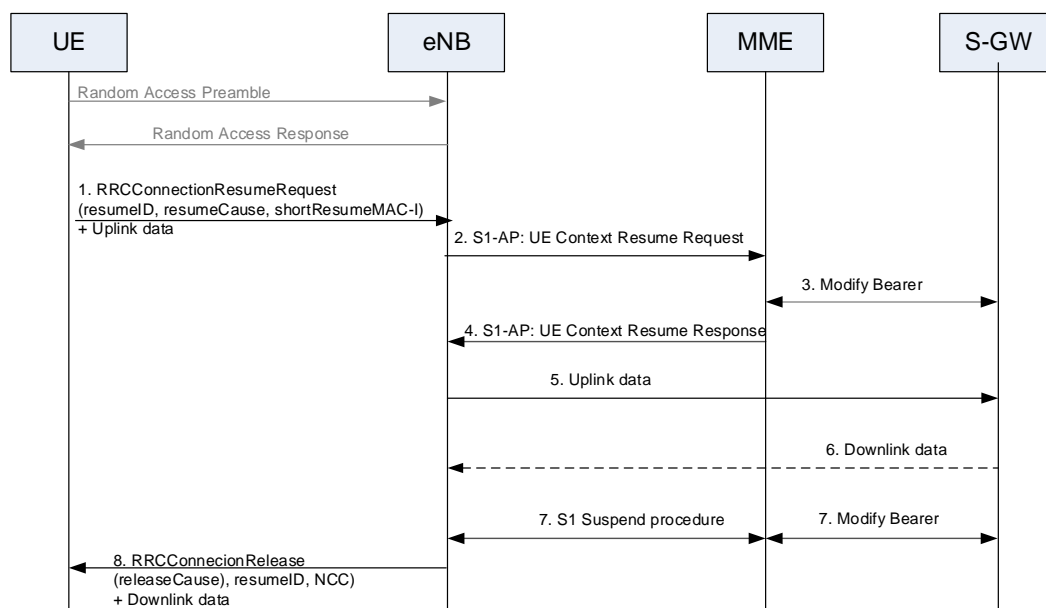 UE
eNB
MME
S-GW
Random Access Preamble
Random Access Response
1. RRCConnectionResumeRequest
(resumeID, resumeCause, shortResumeMAC-I)
+ Uplink data
2. S1-AP: UE Context Resume Request
3. Modify Bearer
4. S1-AP: UE Context Resume Response
5. Uplink data
6. Downlink data
7. S1 Suspend procedure
7. Modify Bearer
8. RRCConnecionRelease
(releaseCause), resumeID, NCC)
+ Downlink data